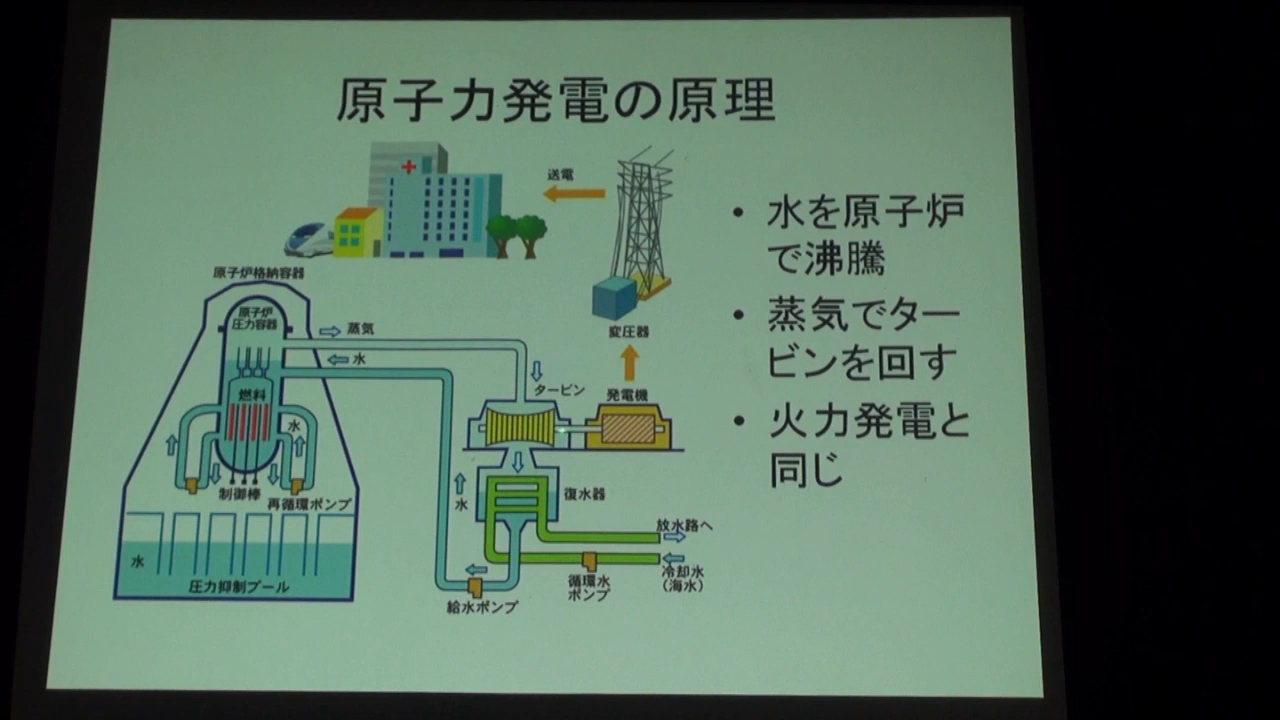 原子力発電の原理
送電
原子炉格納容器
原子炉
圧力容器
蒸気
水
変圧器
タービン
発電機
燃料
水
制御棒
再循環ポンプ
水
復水器
放水路へ
水
圧力抑制プール
循環水
ポンプ
冷却水
（海水）
給水ポンプ
• 水を原子炉
で沸騰
• 蒸気でター
ビンを回す
• 火力発電と
同じ